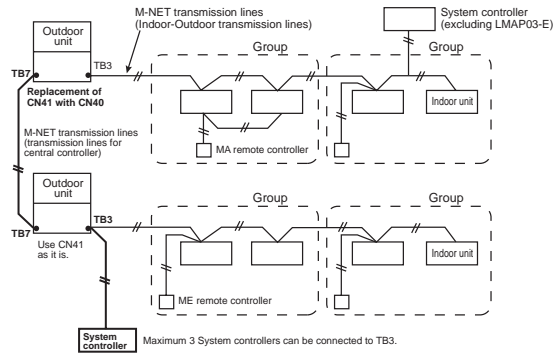 M-NET transmission lines
(Indoor-Outdoor transmission lines)
System controller
(excluding LMAP03-E)
Outdoor
unit
Group
Group
TB7
TB3
Replacement of
CN41 with CN40
Indoor unit
MA remote controller
M-NET transmission lines
(transmission lines for
central controller)
Outdoor
unit
Group
Group
TB7
TB3
Use CN41
as it is.
Indoor unit
ME remote controller
System
controller
Maximum 3 System controllers can be connected to TB3.